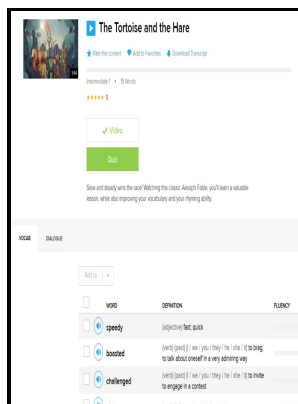 The Tortoise and the Hare
Rate the content Add to Favorites Download Transcript
Intermediate 1 • 15 Words
5
Video
Quiz
Slow and steady wins the race! Watching this classic Aesop's Fable, you'll learn a valuable
lesson, while also improving your vocabulary and your rhyming ability.
VOCAB DIALOGUE
Add to
WORD DEFINITION FLUENCY
speedy (adjective) fast; quick
boasted (verb) (past) (I / we / you / they / he / she / it) to brag;
to talk about oneself in a very admiring way
challenged (verb) (past) (I / we / you / they / he / she / it) to invite
to engage in a contest